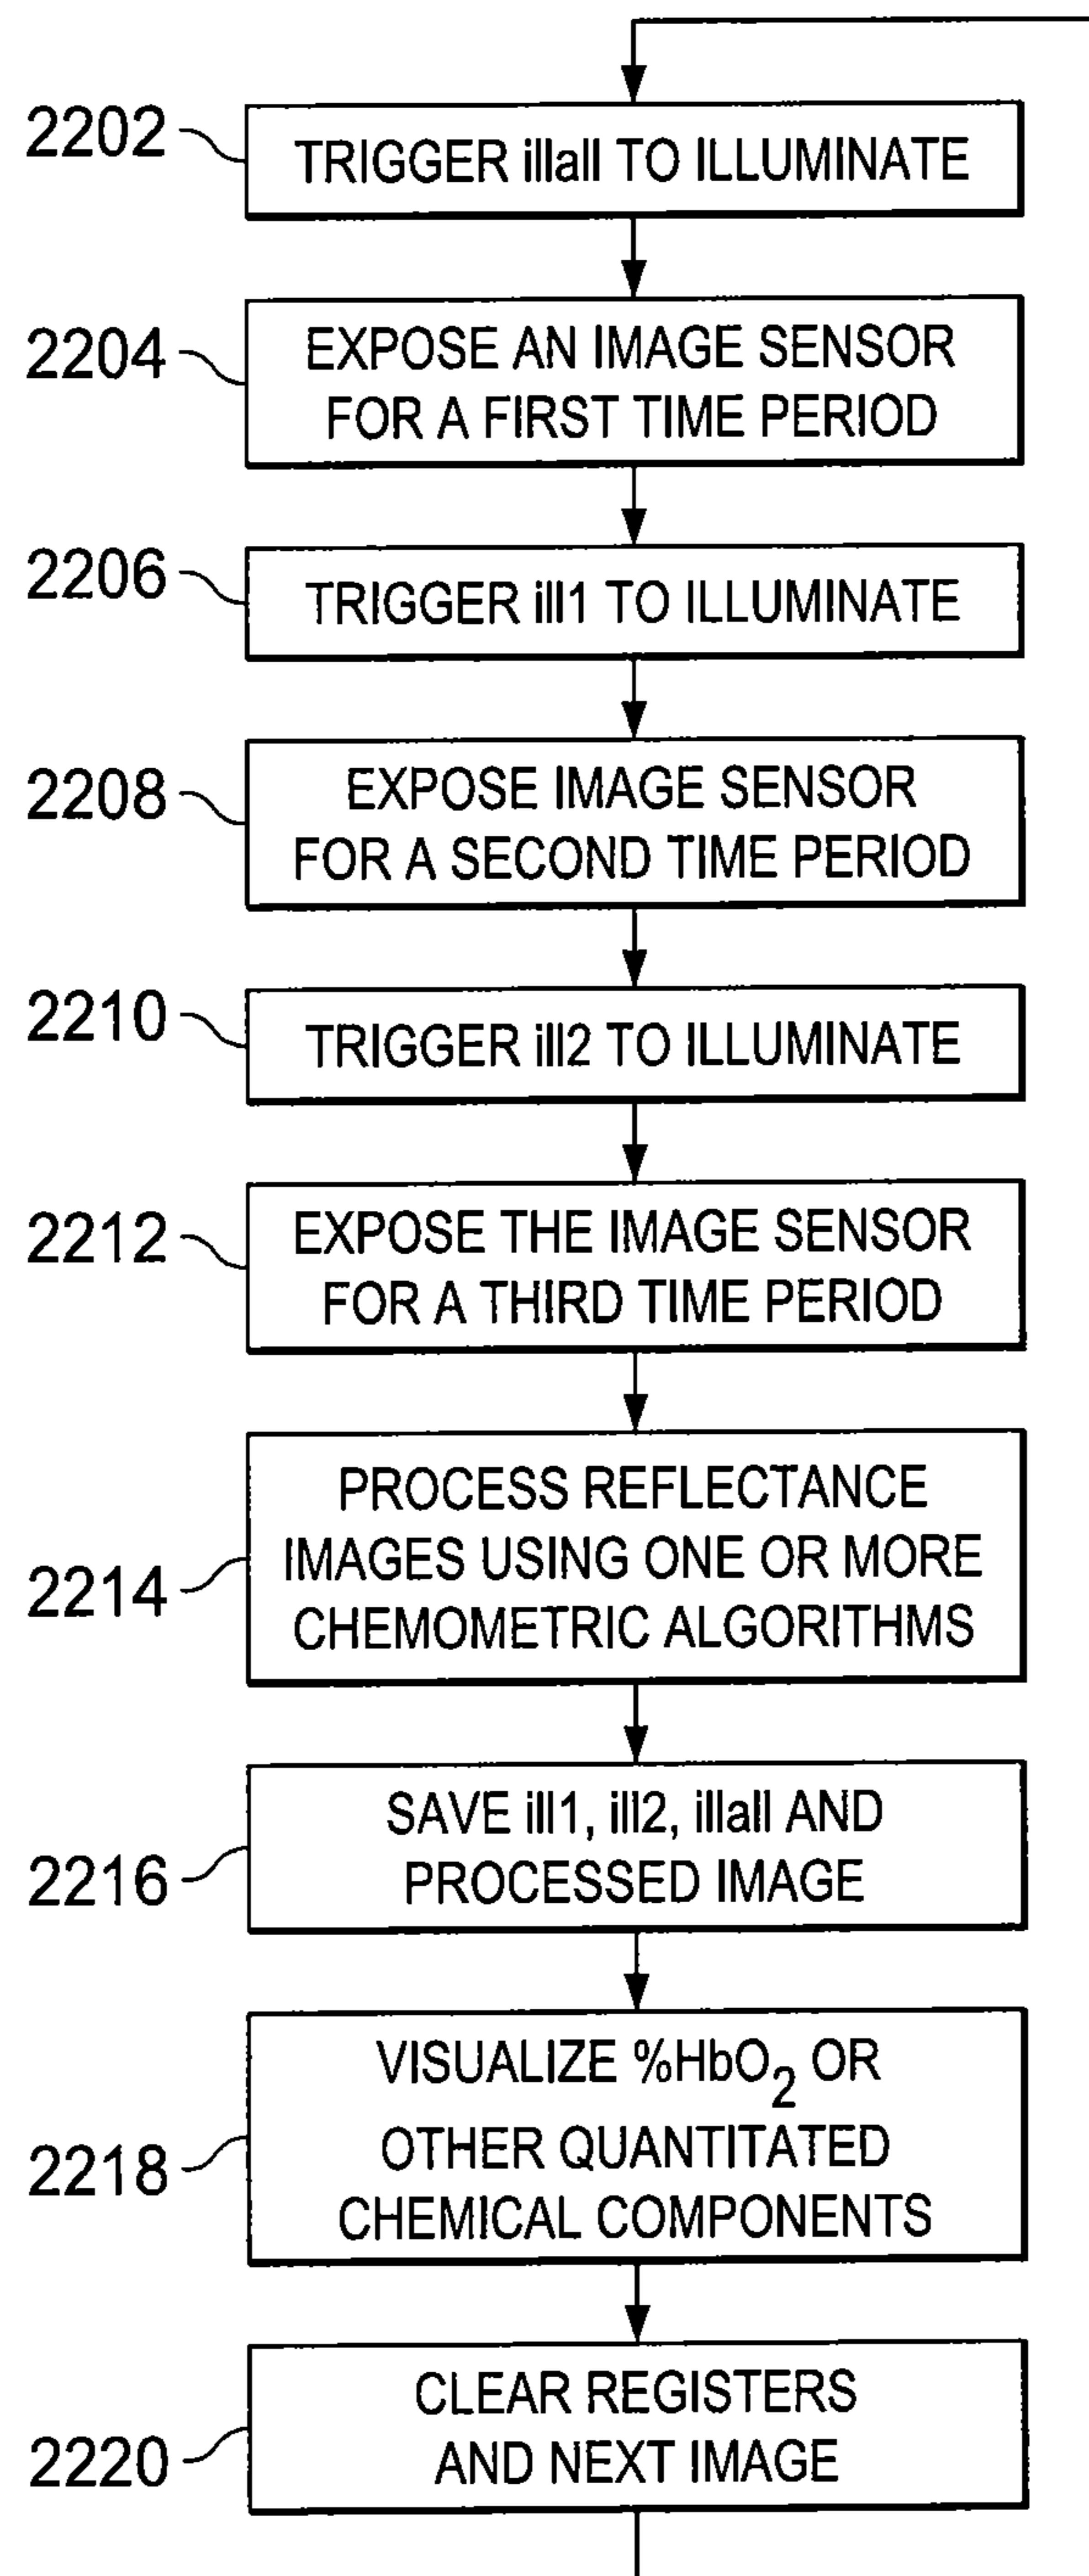 2202
TRIGGER illall TO ILLUMINATE
2204
EXPOSE AN IMAGE SENSOR
FOR A FIRST TIME PERIOD
2206
TRIGGER ill1 TO ILLUMINATE
2208
EXPOSE IMAGE SENSOR
FOR A SECOND TIME PERIOD
2210
TRIGGER ill2 TO ILLUMINATE
2212
EXPOSE THE IMAGE SENSOR
FOR A THIRD TIME PERIOD
2214
PROCESS REFLECTANCE
IMAGES USING ONE OR MORE
CHEMOMETRIC ALGORITHMS
2216
SAVE ill1, ill2, illall AND
PROCESSED IMAGE
2218
VISUALIZE %HbO₂ OR
OTHER QUANTITATED
CHEMICAL COMPONENTS
2220
CLEAR REGISTERS
AND NEXT IMAGE